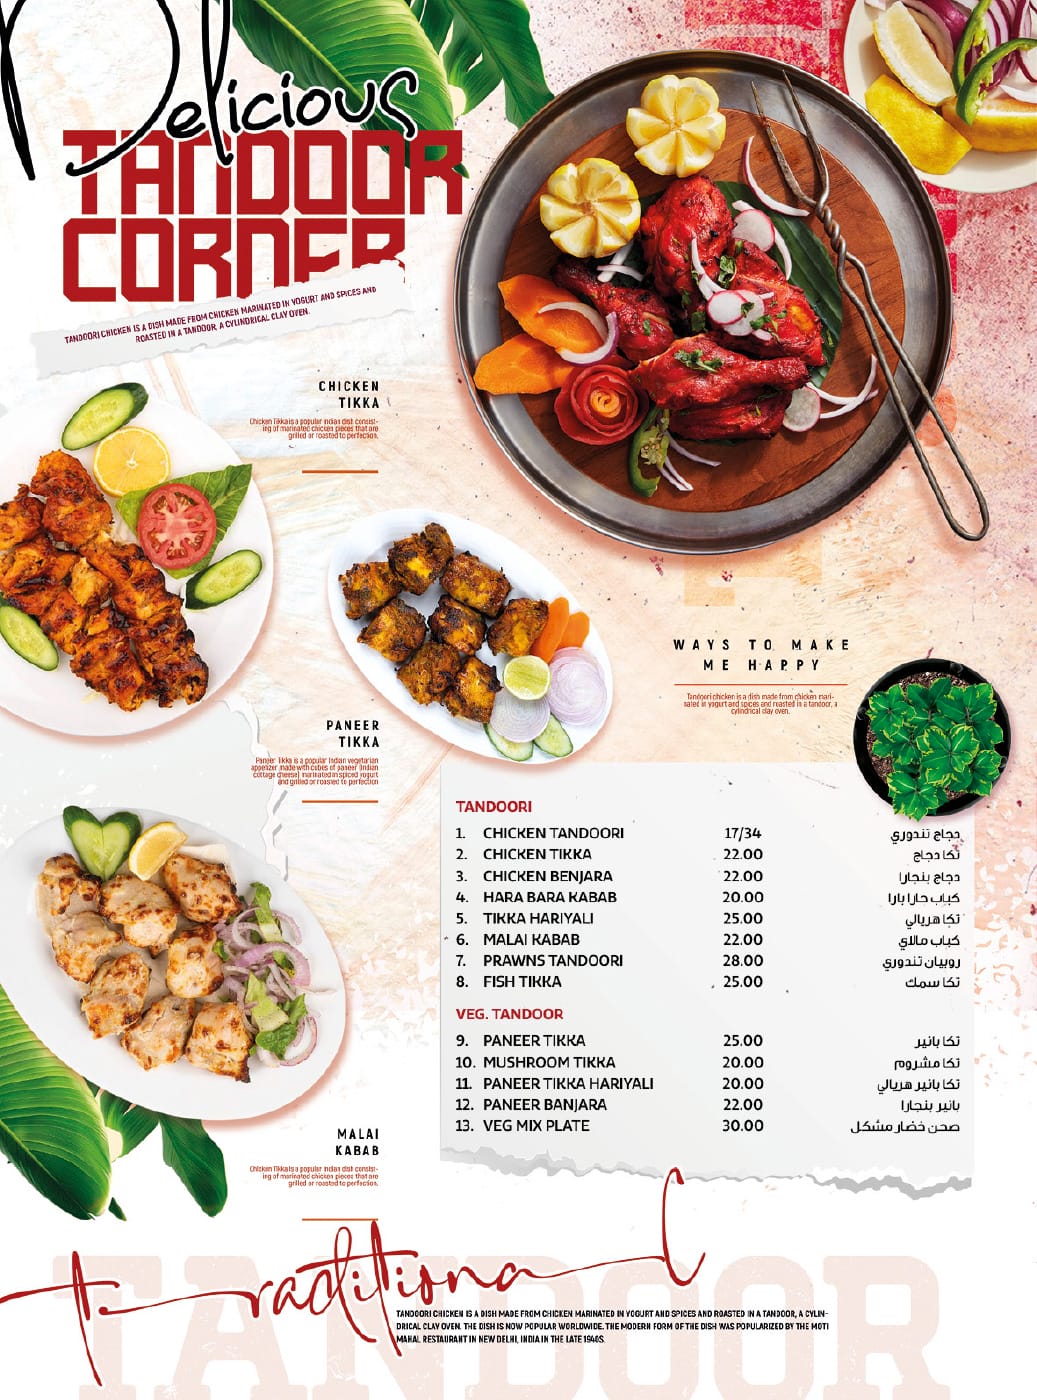 Delicious
TANDOOR
CORNER
TANDOORI CHICKEN IS A DISH MADE FROM CHICKEN MARINATED IN YOGURT AND SPICES AND
ROASTED IN A TANDOOR, A CYLINDRICAL CLAY OVEN.
CHICKEN
TIKKA
Chicken Tikka is a popular Indian dish consist-
ing of marinated chicken pieces that are
grilled or roasted to perfection.
PANEER
TIKKA
Paneer Tikka is a popular Indian vegetarian
appetizer made with cubes of paneer (Indian
cottage cheese) marinated in spiced yogurt
and grilled or roasted to perfection
WAYS TO MAKE
ME HAPPY
Tandoori chicken is a dish made from chicken mari-
nated in yogurt and spices and roasted in a tandoor, a
cylindrical clay oven.
TANDOORI
1. CHICKEN TANDOORI 17/34 دجاج تندوري
2. CHICKEN TIKKA 22.00 تكا دجاج
3. CHICKEN BENJARA 22.00 دجاج بنجارا
4. HARA BARA KABAB 20.00 كباب حارا بارا
5. TIKKA HARIYALI 25.00 تكا هريالي
6. MALAI KABAB 22.00 كباب مالاي
7. PRAWNS TANDOORI 28.00 روبيان تندوري
8. FISH TIKKA 25.00 تكا سمك
VEG. TANDOOR
9. PANEER TIKKA 25.00 تكا بانير
10. MUSHROOM TIKKA 20.00 تكا مشروم
11. PANEER TIKKA HARIYALI 20.00 تكا بانير هريالي
12. PANEER BANJARA 22.00 بانير بنجارا
13. VEG MIX PLATE 30.00 صحن خضار مشكل
MALAI
KABAB
Chicken Tikka is a popular Indian dish consist-
ing of marinated chicken pieces that are
grilled or roasted to perfection.
traditional
TANDOOR
TANDOORI CHICKEN IS A DISH MADE FROM CHICKEN MARINATED IN YOGURT AND SPICES AND ROASTED IN A TANDOOR, A CYLIN-
DRICAL CLAY OVEN. THE DISH IS NOW POPULAR WORLDWIDE. THE MODERN FORM OF THE DISH WAS POPULARIZED BY THE MOTI
MAHAL RESTAURANT IN NEW DELHI, INDIA IN THE LATE 1940S.